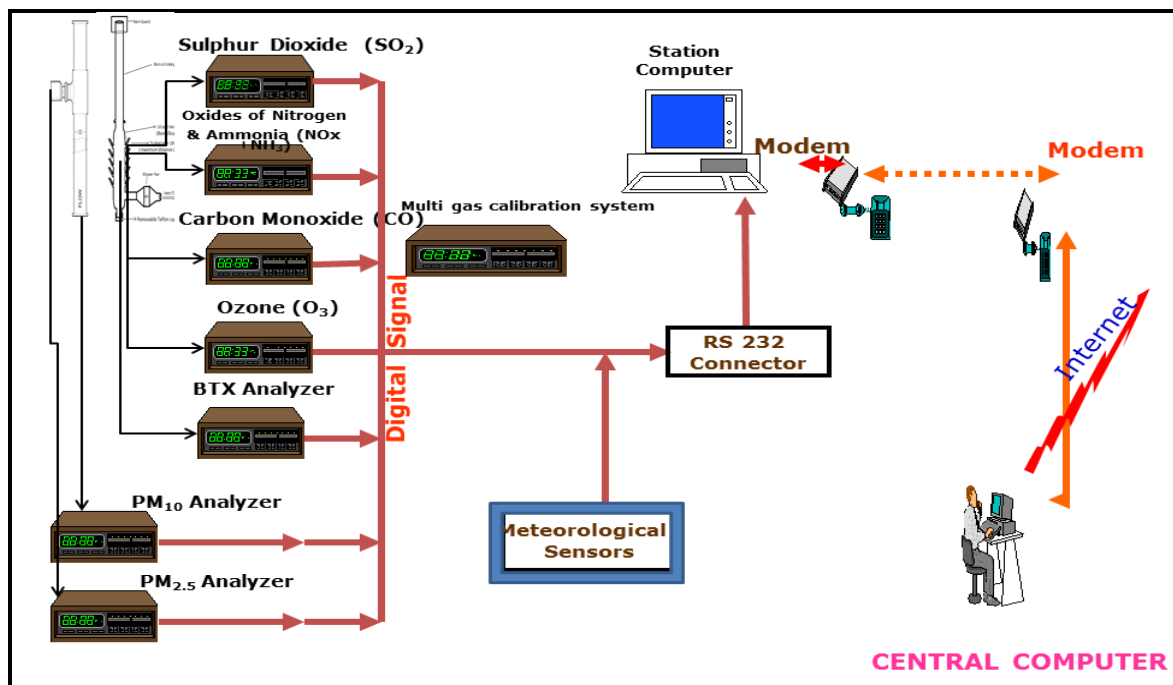 Sulphur Dioxide (SO₂)
Oxides of Nitrogen
& Ammonia (NOx
+NH₃)
Carbon Monoxide (CO)
Multi gas calibration system
Ozone (O₃)
BTX Analyzer
PM₁₀ Analyzer
PM₂.₅ Analyzer
Digital Signal
Station
Computer
Modem
Modem
RS 232
Connector
Meteorological
Sensors
Internet
CENTRAL COMPUTER
FLOW